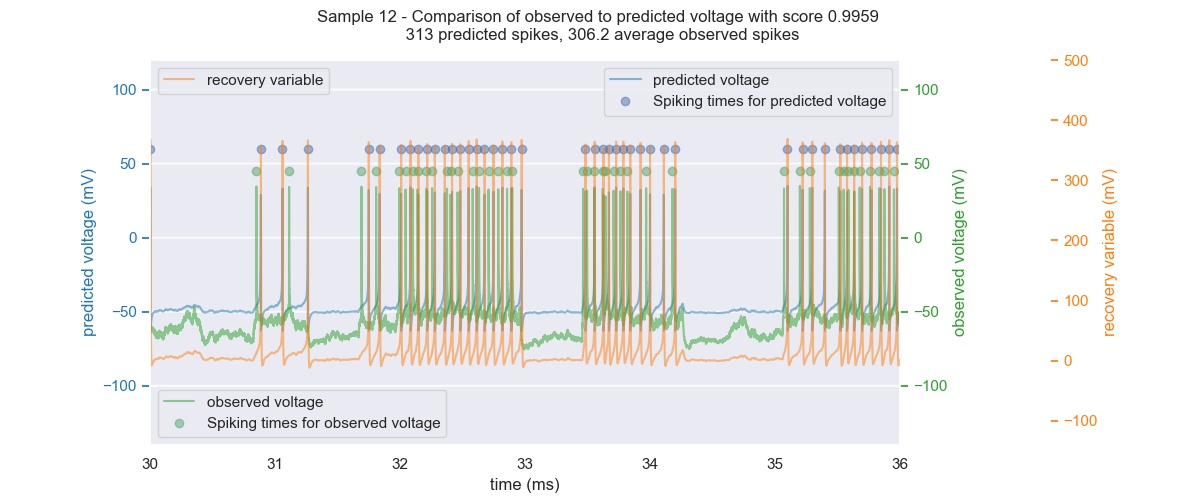 Sample 12 - Comparison of observed to predicted voltage with score 0.9959
313 predicted spikes, 306.2 average observed spikes
recovery variable
predicted voltage
Spiking times for predicted voltage
observed voltage
Spiking times for observed voltage
predicted voltage (mV)
100
50
0
−50
−100
observed voltage (mV)
100
50
0
−50
−100
recovery variable (mV)
500
400
300
200
100
0
−100
30 31 32 33 34 35 36
time (ms)